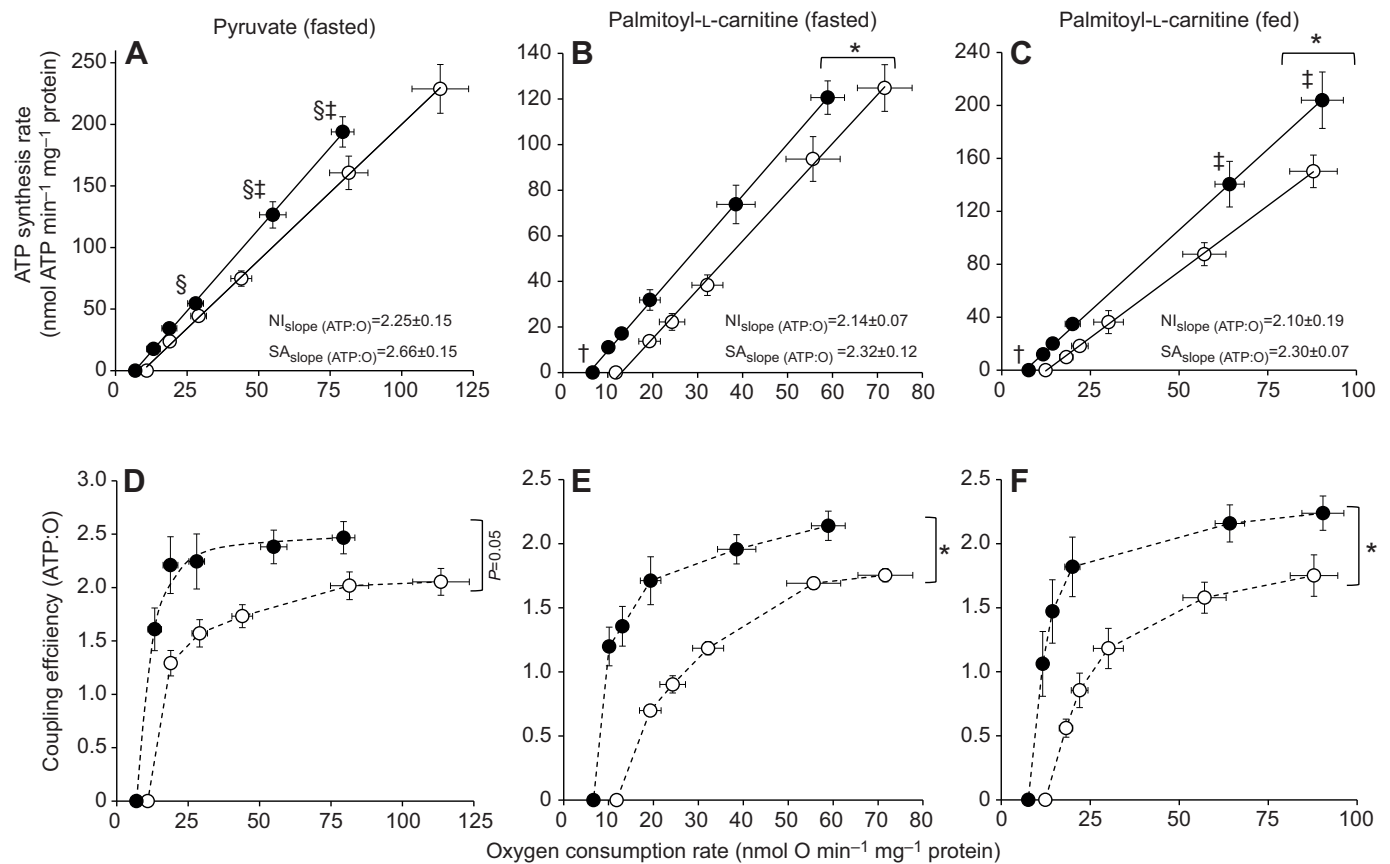 Pyruvate (fasted)
Palmitoyl-L-carnitine (fasted)
Palmitoyl-L-carnitine (fed)
A
B
C
ATP synthesis rate
(nmol ATP min⁻¹ mg⁻¹ protein)
250
200
150
100
50
0
§
§‡
§‡
NIslope (ATP:O)=2.25±0.15
SAslope (ATP:O)=2.66±0.15
0 25 50 75 100 125
140
120
100
80
60
40
20
0
†
*
NIslope (ATP:O)=2.14±0.07
SAslope (ATP:O)=2.32±0.12
0 10 20 30 40 50 60 70 80
240
200
160
120
80
40
0
†
‡
‡
*
NIslope (ATP:O)=2.10±0.19
SAslope (ATP:O)=2.30±0.07
0 25 50 75 100
D
E
F
Coupling effciiency (ATP:O)
3.0
2.5
2.0
1.5
1.0
0.5
0
P=0.05
0 25 50 75 100 125
2.5
2.0
1.5
1.0
0.5
0
*
0 10 20 30 40 50 60 70 80
2.5
2.0
1.5
1.0
0.5
0
*
0 25 50 75 100
Oxygen consumption rate (nmol O min⁻¹ mg⁻¹ protein)